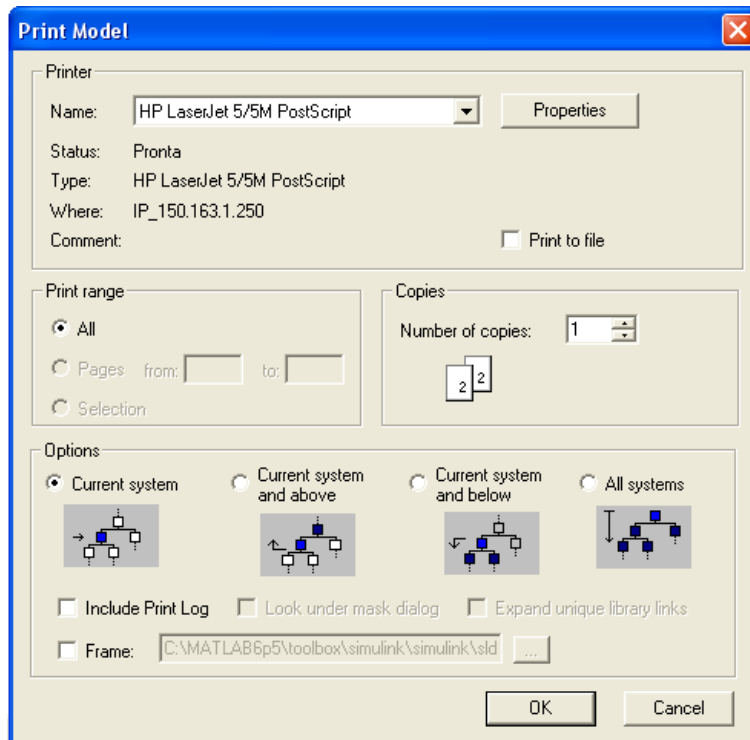 Print Model
Printer
Name: HP LaserJet 5/5M PostScript Properties
Status: Pronta
Type: HP LaserJet 5/5M PostScript
Where: IP_150.163.1.250
Comment: Print to file
Print range
All
Pages from: to:
Selection
Copies
Number of copies: 1
2 2
Options
Current system
Current system
and above
Current system
and below
All systems
Include Print Log Look under mask dialog Expand unique library links
Frame: C:\MATLAB6p5\toolbox\simulink\simulink\sld ...
OK Cancel